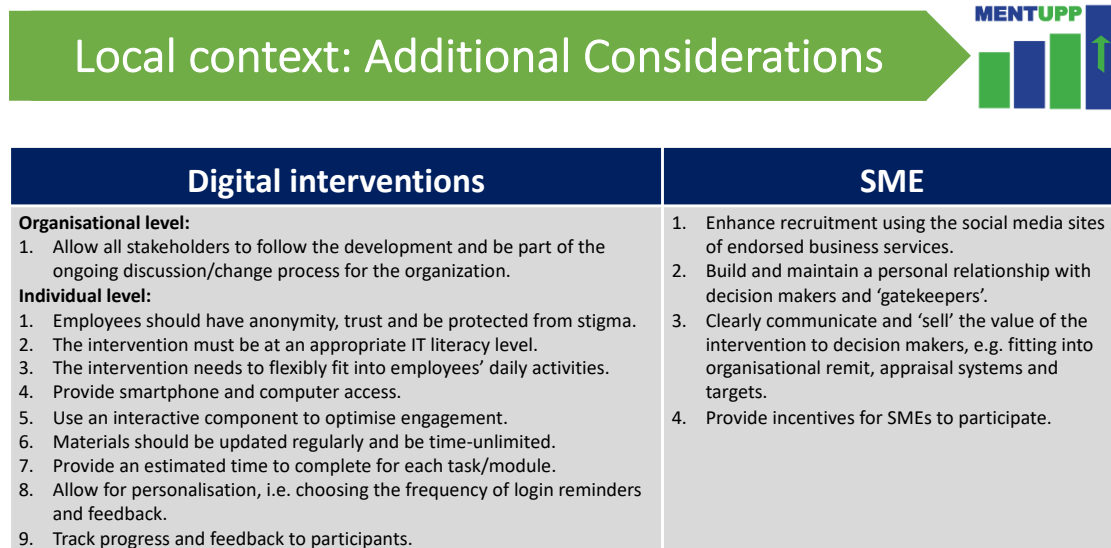 MENTUPP
Local context: Additional Considerations
Digital interventions
Organisational level:
1. Allow all stakeholders to follow the development and be part of the
ongoing discussion/change process for the organization.
Individual level:
1. Employees should have anonymity, trust and be protected from stigma.
2. The intervention must be at an appropriate IT literacy level.
3. The intervention needs to flexibly fit into employees’ daily activities.
4. Provide smartphone and computer access.
5. Use an interactive component to optimise engagement.
6. Materials should be updated regularly and be time-unlimited.
7. Provide an estimated time to complete for each task/module.
8. Allow for personalisation, i.e. choosing the frequency of login reminders
and feedback.
9. Track progress and feedback to participants.
SME
1. Enhance recruitment using the social media sites
of endorsed business services.
2. Build and maintain a personal relationship with
decision makers and ‘gatekeepers’.
3. Clearly communicate and ‘sell’ the value of the
intervention to decision makers, e.g. fitting into
organisational remit, appraisal systems and
targets.
4. Provide incentives for SMEs to participate.